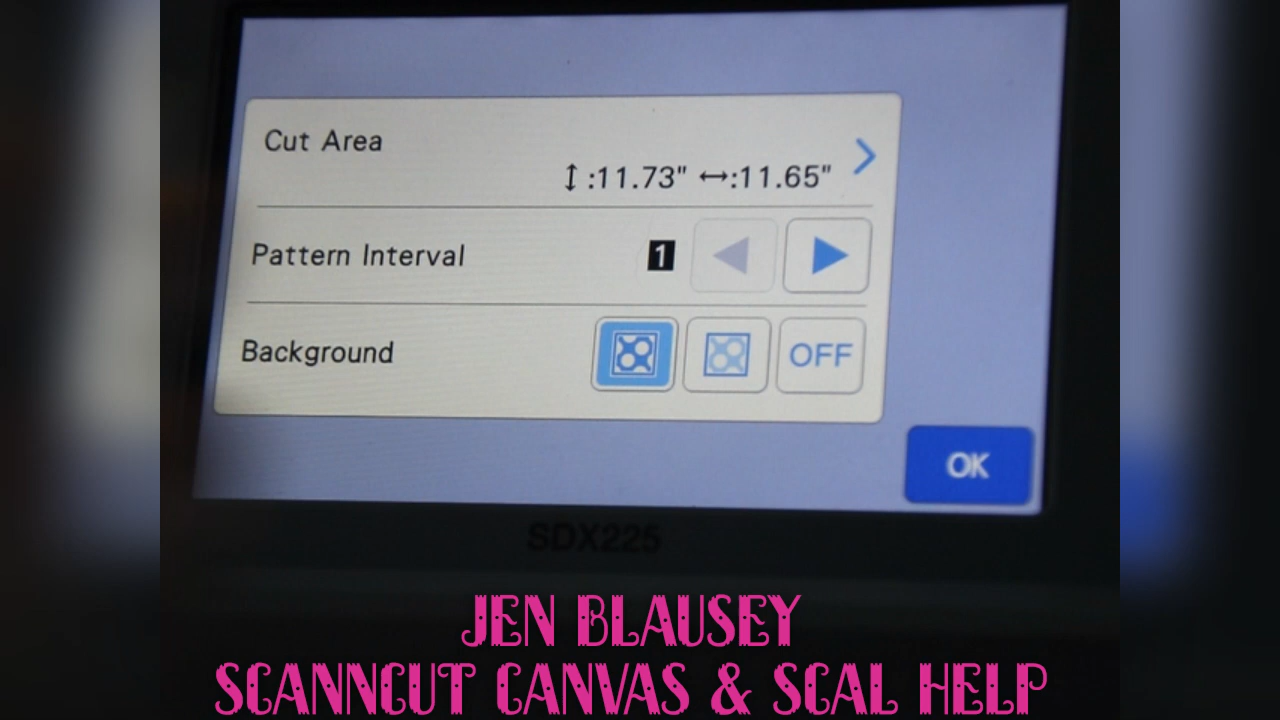 Cut Area
↕:11.73" ↔:11.65"
Pattern Interval 1
Background OFF
OK
SDX225
JEN BLAUSEY
SCANNCUT CANVAS & SCAL HELP